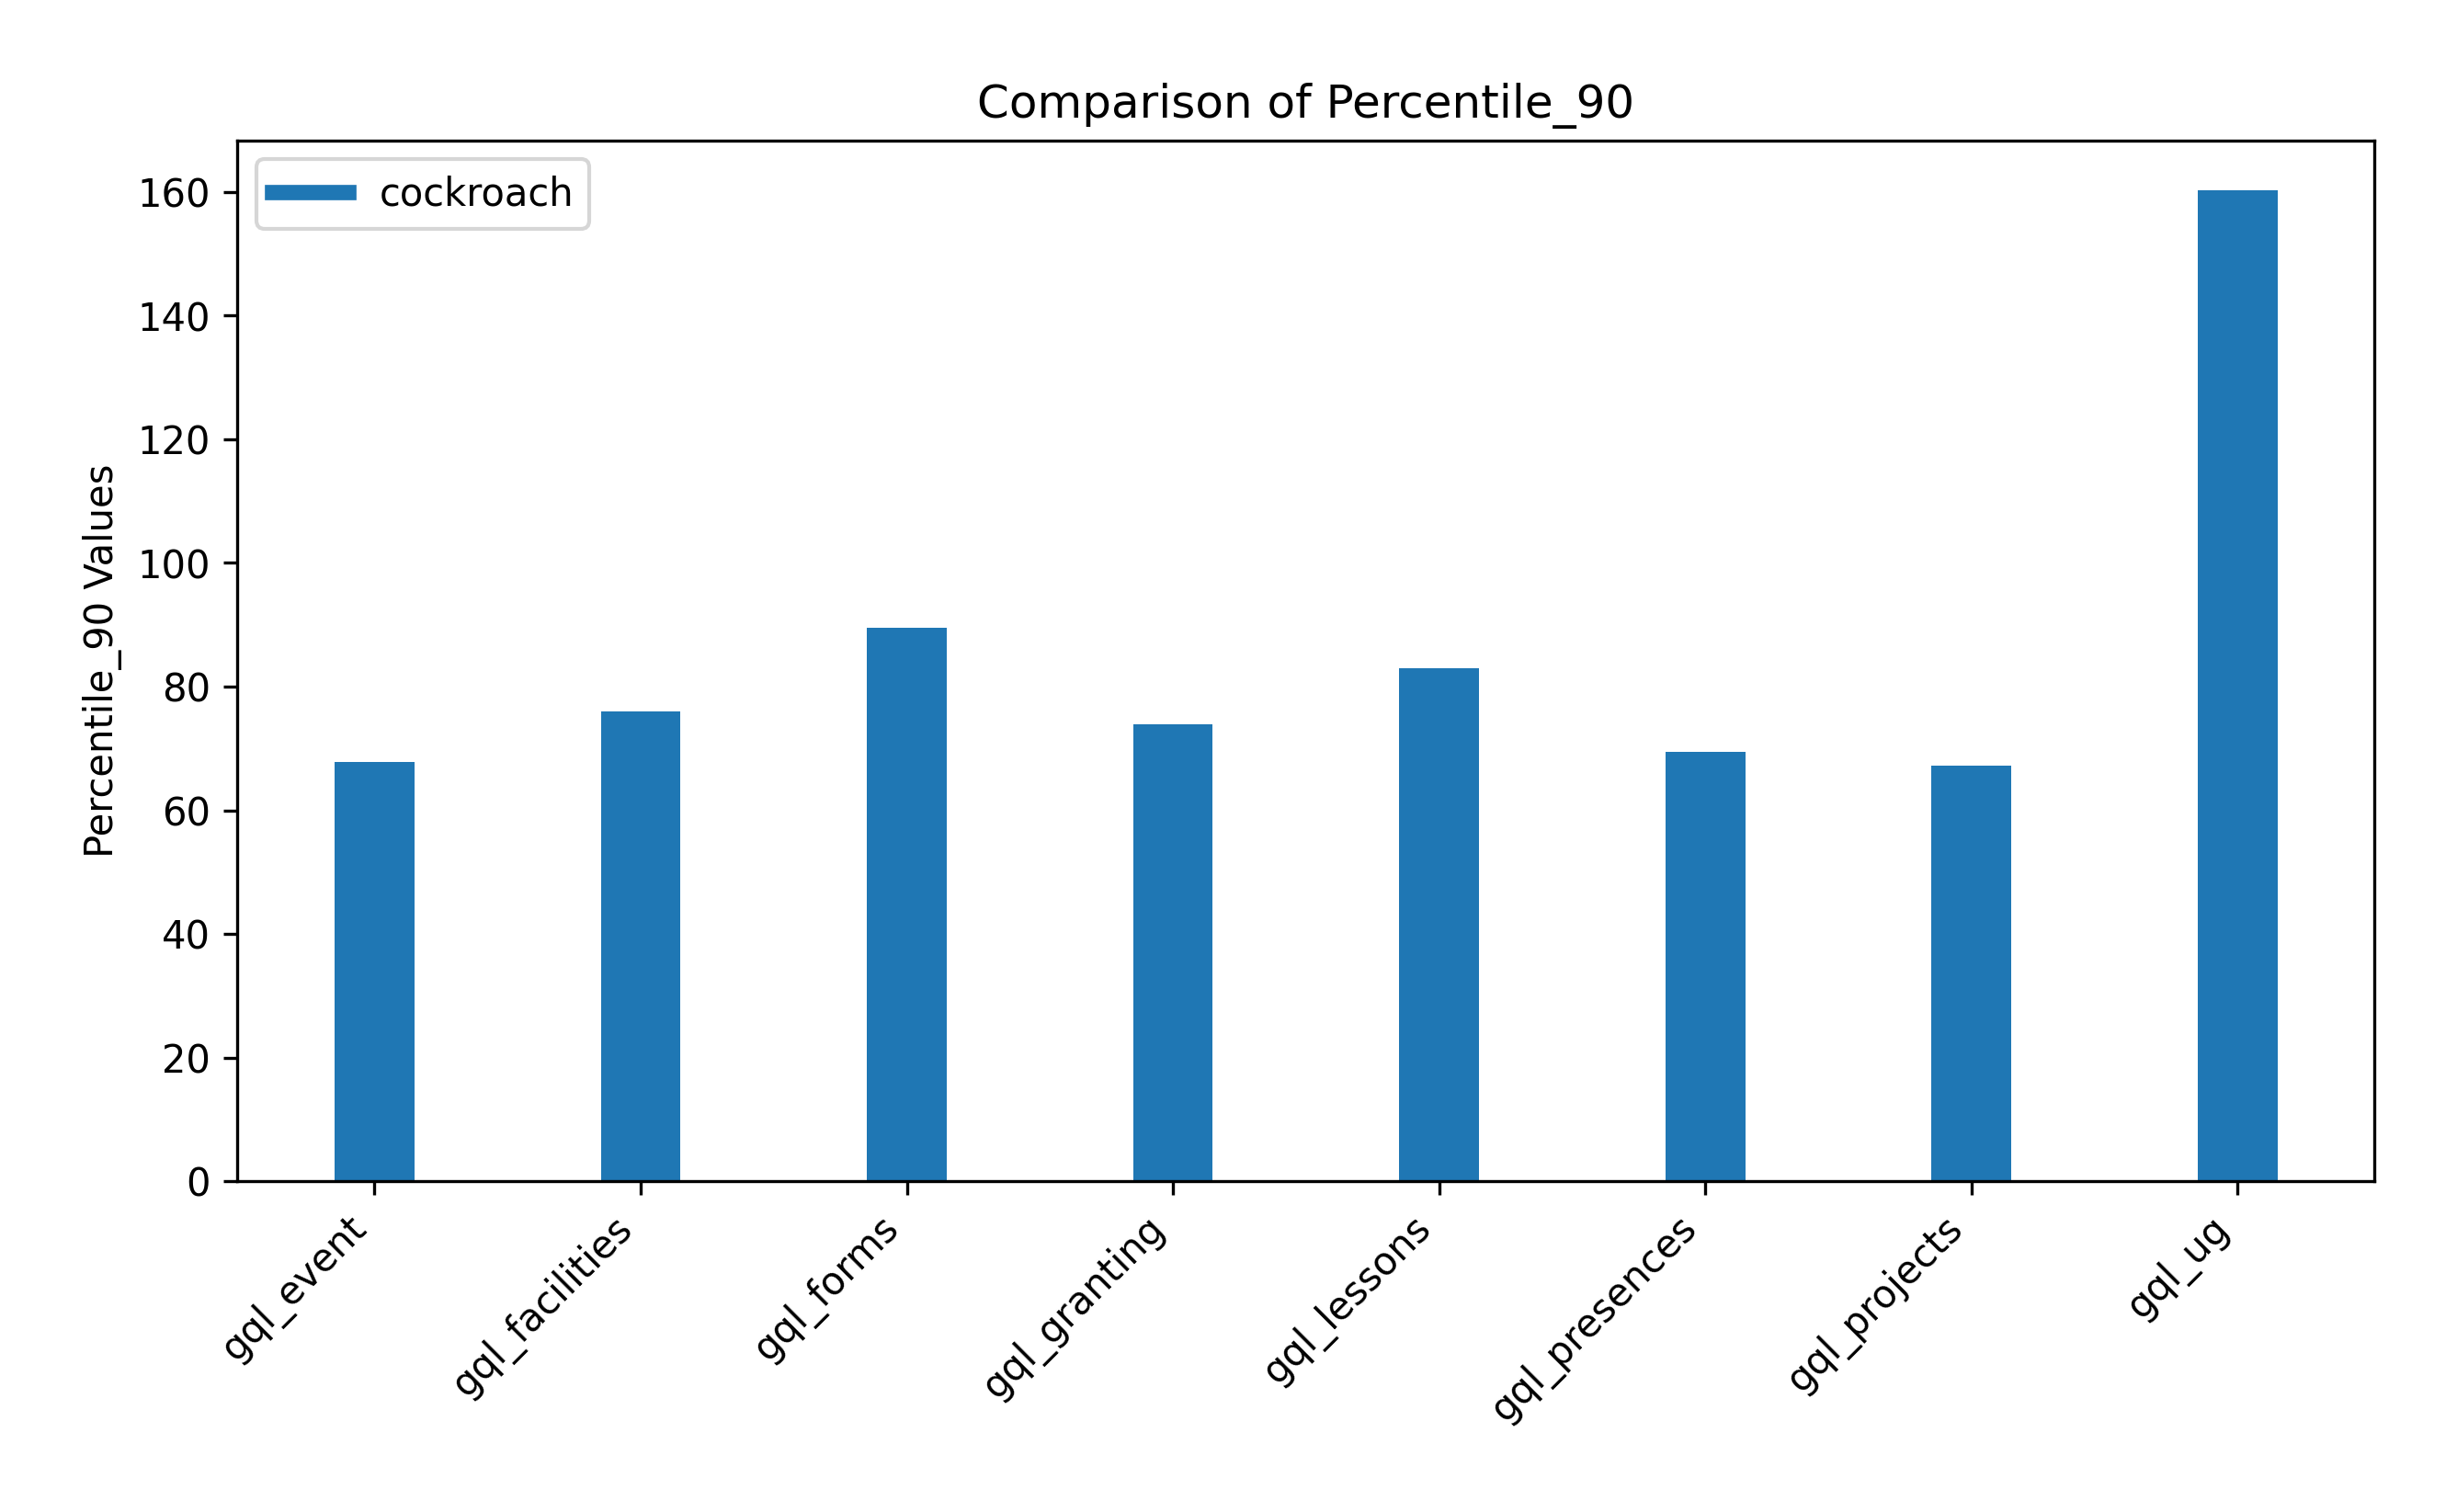 Comparison of Percentile_90
cockroach
Percentile_90 Values
160
140
120
100
80
60
40
20
0
gql_event
gql_facilities
gql_forms
gql_granting
gql_lessons
gql_presences
gql_projects
gql_ug